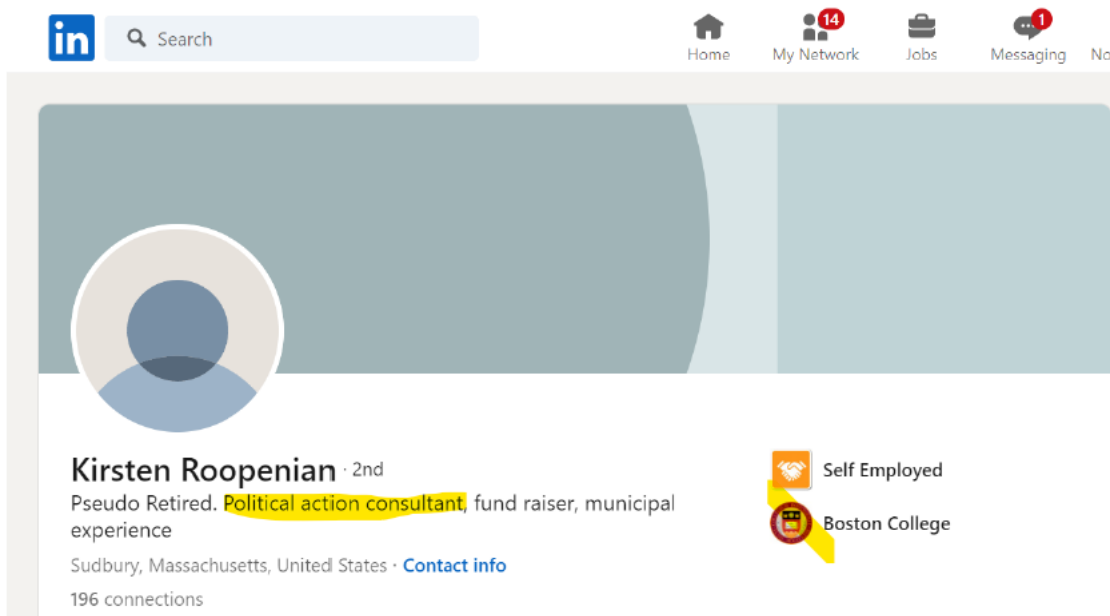 in Search
14
1
Home My Network Jobs Messaging No
Kirsten Roopenian · 2nd
Pseudo Retired. Political action consultant, fund raiser, municipal
experience
Sudbury, Massachusetts, United States · Contact info
196 connections
Self Employed
Boston College